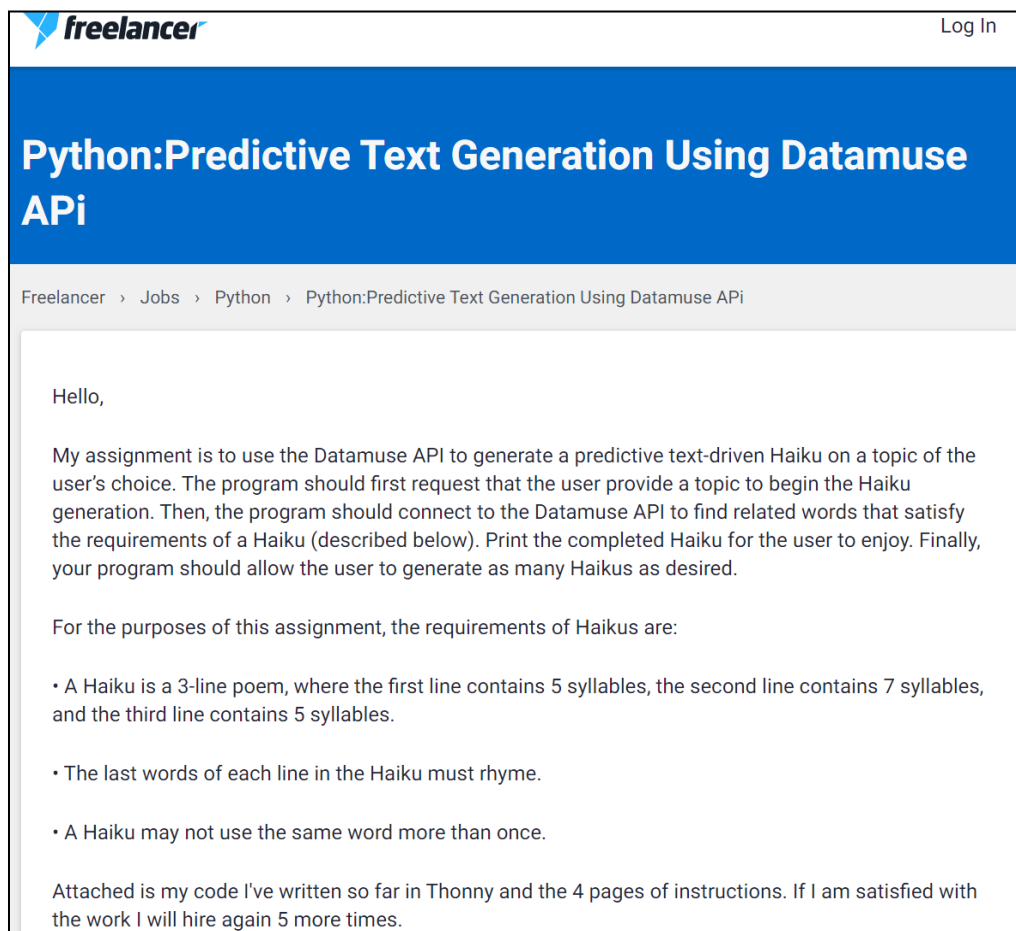 freelancer
Log In
Python:Predictive Text Generation Using Datamuse
APi
Freelancer › Jobs › Python › Python:Predictive Text Generation Using Datamuse APi
Hello,
My assignment is to use the Datamuse API to generate a predictive text-driven Haiku on a topic of the
user’s choice. The program should first request that the user provide a topic to begin the Haiku
generation. Then, the program should connect to the Datamuse API to find related words that satisfy
the requirements of a Haiku (described below). Print the completed Haiku for the user to enjoy. Finally,
your program should allow the user to generate as many Haikus as desired.
For the purposes of this assignment, the requirements of Haikus are:
• A Haiku is a 3-line poem, where the first line contains 5 syllables, the second line contains 7 syllables,
and the third line contains 5 syllables.
• The last words of each line in the Haiku must rhyme.
• A Haiku may not use the same word more than once.
Attached is my code I've written so far in Thonny and the 4 pages of instructions. If I am satisfied with
the work I will hire again 5 more times.